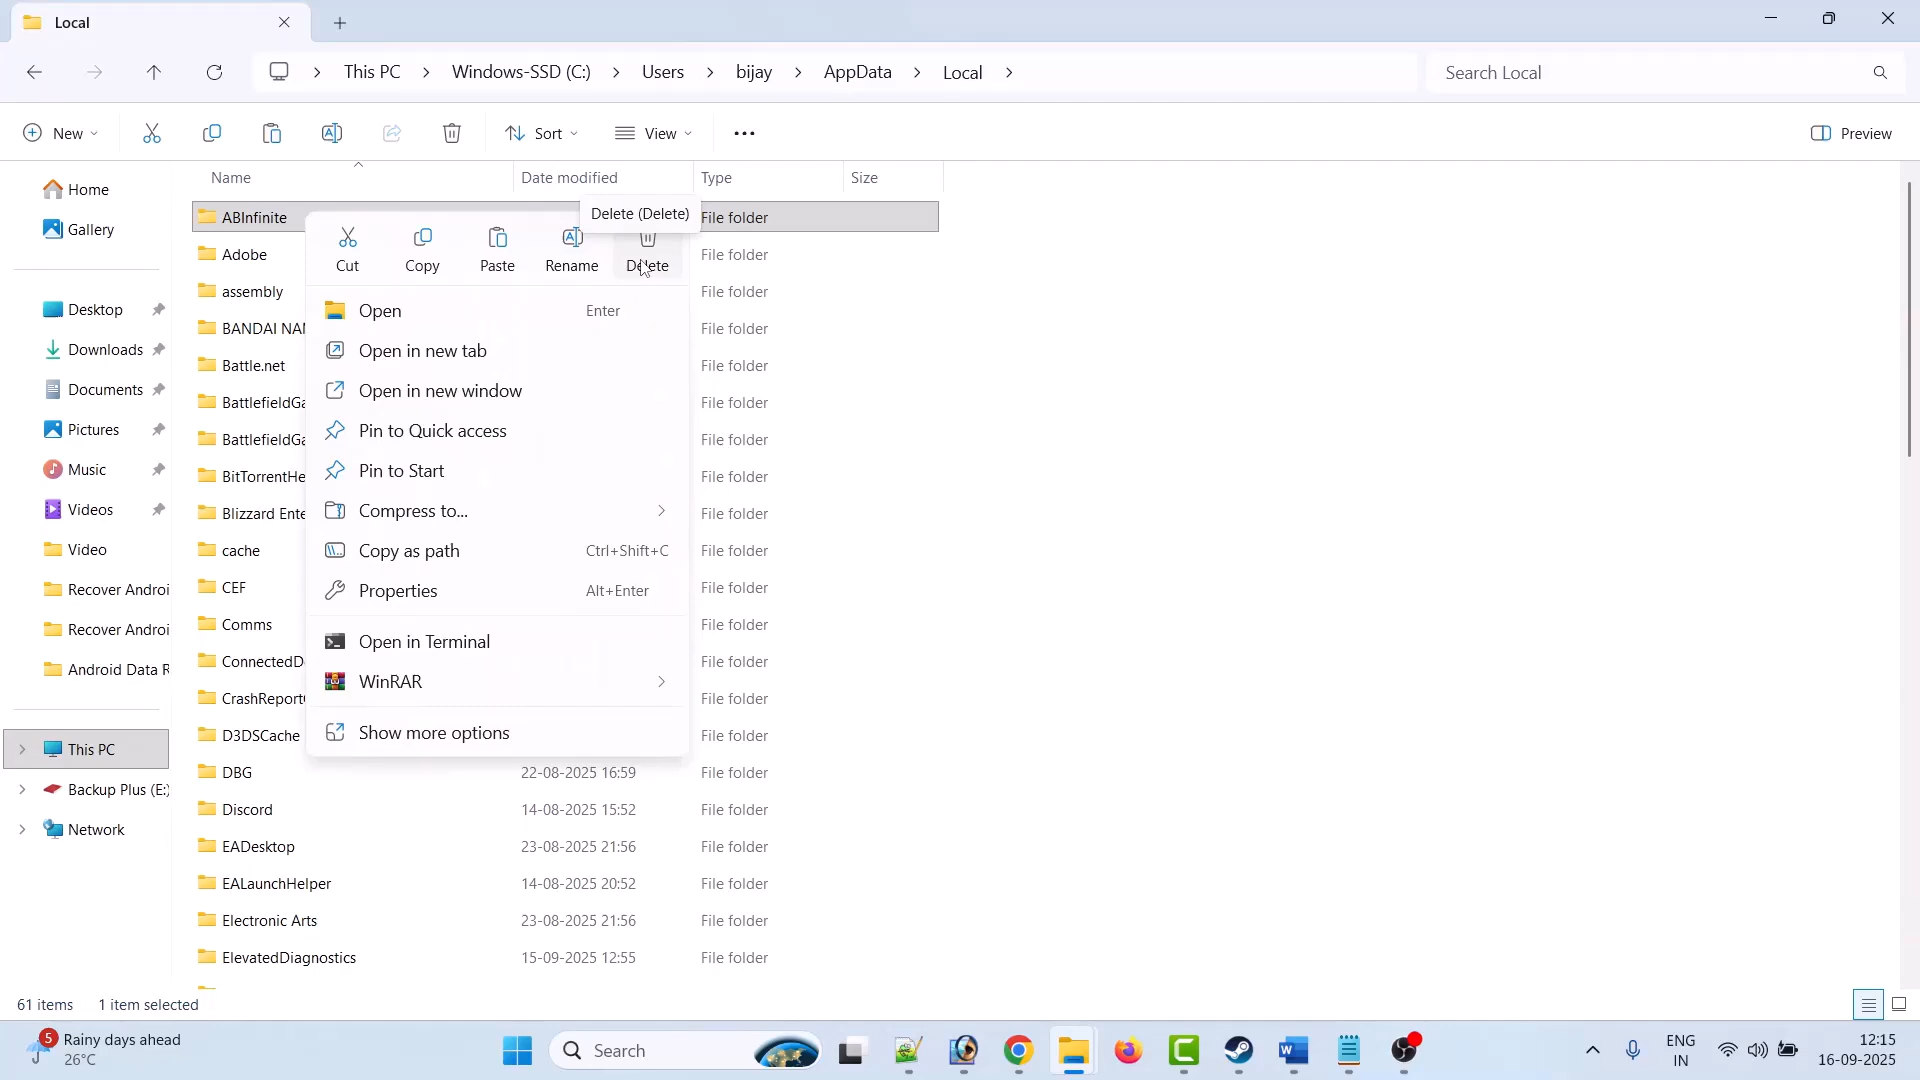 Local
This PC
Windows-SSD (C:)
Users
bijay
AppData
Local
Search Local
New
Sort
View
Preview
Name
Date modified
Type
Size
Home
Gallery
Desktop
Downloads
Documents
Pictures
Music
Videos
Video
Recover Androi
Recover Androi
Android Data R
This PC
Backup Plus (E:)
Network
ABInfinite
File folder
Adobe
File folder
assembly
File folder
BANDAI NAM
File folder
Battle.net
File folder
BattlefieldGa
File folder
BattlefieldGa
File folder
BitTorrentHe
File folder
Blizzard Ente
File folder
cache
File folder
CEF
File folder
Comms
File folder
ConnectedD
File folder
CrashReport
File folder
D3DSCache
File folder
DBG
22-08-2025 16:59
File folder
Discord
14-08-2025 15:52
File folder
EADesktop
23-08-2025 21:56
File folder
EALaunchHelper
14-08-2025 20:52
File folder
Electronic Arts
23-08-2025 21:56
File folder
ElevatedDiagnostics
15-09-2025 12:55
File folder
Delete (Delete)
Cut
Copy
Paste
Rename
Delete
Open
Enter
Open in new tab
Open in new window
Pin to Quick access
Pin to Start
Compress to...
Copy as path
Ctrl+Shift+C
Properties
Alt+Enter
Open in Terminal
WinRAR
Show more options
61 items
1 item selected
5
Rainy days ahead
26°C
Search
ENG
IN
12:15
16-09-2025